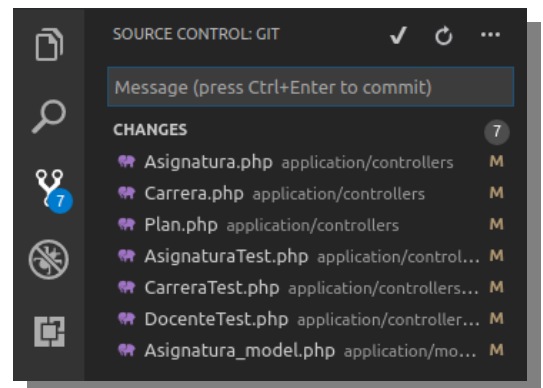 SOURCE CONTROL: GIT
Message (press Ctrl+Enter to commit)
CHANGES 7
Asignatura.php application/controllers M
Carrera.php application/controllers M
7
Plan.php application/controllers M
AsignaturaTest.php application/control... M
CarreraTest.php application/controllers... M
DocenteTest.php application/controller... M
Asignatura_model.php application/mo... M